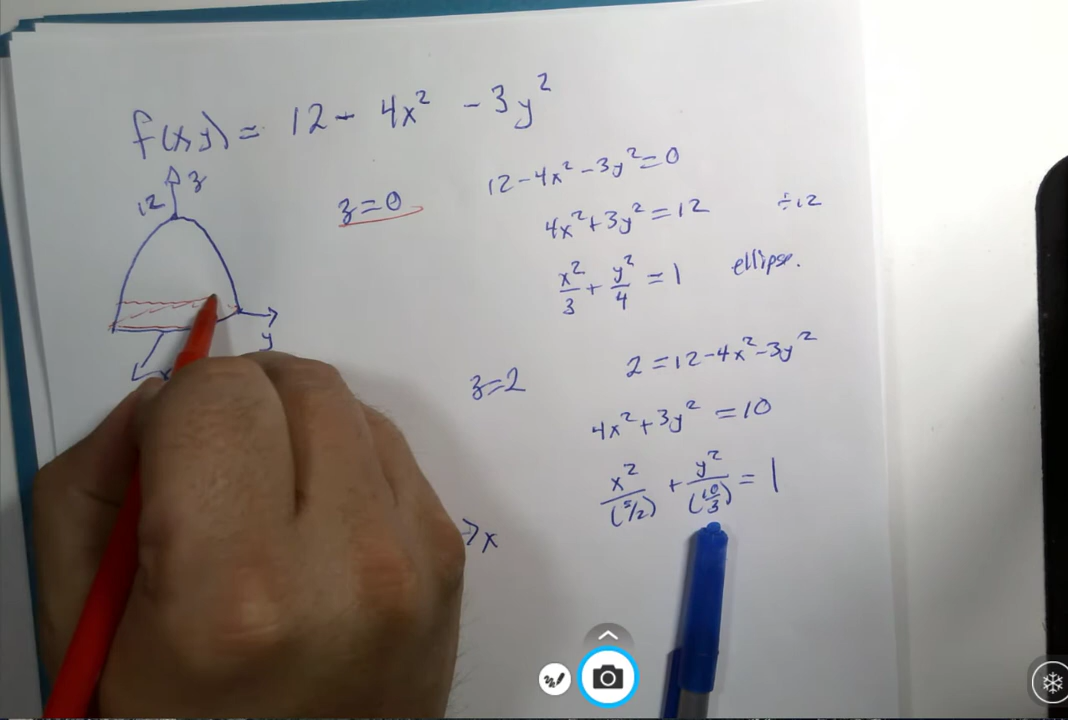 f(x,y) = 12 - 4x² - 3y²
z
12
y
z=0
12-4x²-3y²=0
4x²+3y²=12 ÷12
x²/3 + y²/4 = 1 ellipse.
z=2
2=12-4x²-3y²
4x²+3y²=10
x²/(5/2) + y²/(10/3) = 1
x